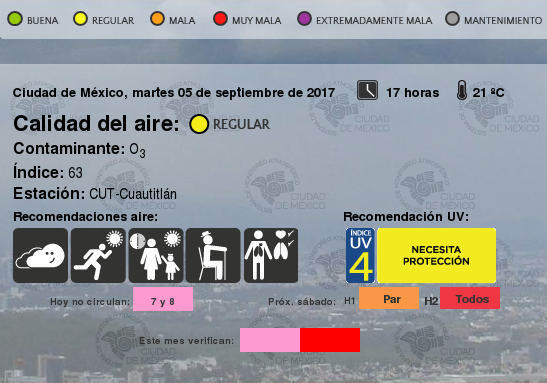 BUENA REGULAR MALA MUY MALA EXTREMADAMENTE MALA MANTENIMIENTO
Ciudad de México, martes 05 de septiembre de 2017 17 horas 21 ºC
Calidad del aire: REGULAR
Contaminante: O3
Índice: 63
Estación: CUT-Cuautitlán
Recomendaciones aire: Recomendación UV:
ÍNDICE
UV
4
NECESITA
PROTECCIÓN
Hoy no circulan: 7 y 8 Próx. sábado: H1 Par H2 Todos
Este mes verifican:
CIUDAD
DE MÉXICO